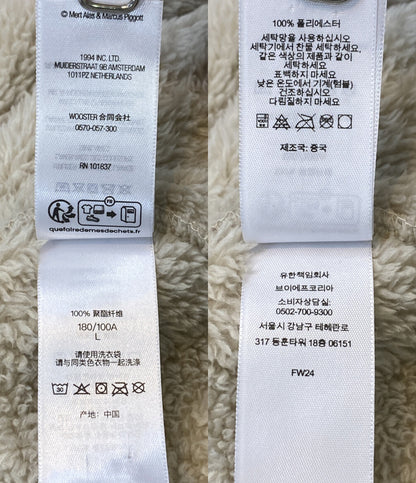 © Mert Alas & Marcus Piggott
1994 INC. LTD.
MUIDERSTRAAT 9B AMSTERDAM
1011PZ NETHERLANDS
WOOSTER 合同会社
0570-057-300
RN 101837
FR
quefairedemesdechets.fr
100% 聚酯纤维
180/100A
L
请使用洗衣袋
请与同类色衣物一起洗涤
30
产地: 中国
100% 폴리에스터
세탁망을 사용하십시오
세탁기에서 찬물 세탁하세요.
같은 색상의 제품과 같이
세탁하세요
표백하지 마십시오
낮은 온도에서 기계(텀블)
건조하십시오
다림질하지 마십시오
제조국: 중국
유한책임회사
브이에프코리아
소비자상담실:
0502-700-9300
서울시 강남구 테헤란로
317 동훈타워 18층 06151
FW24